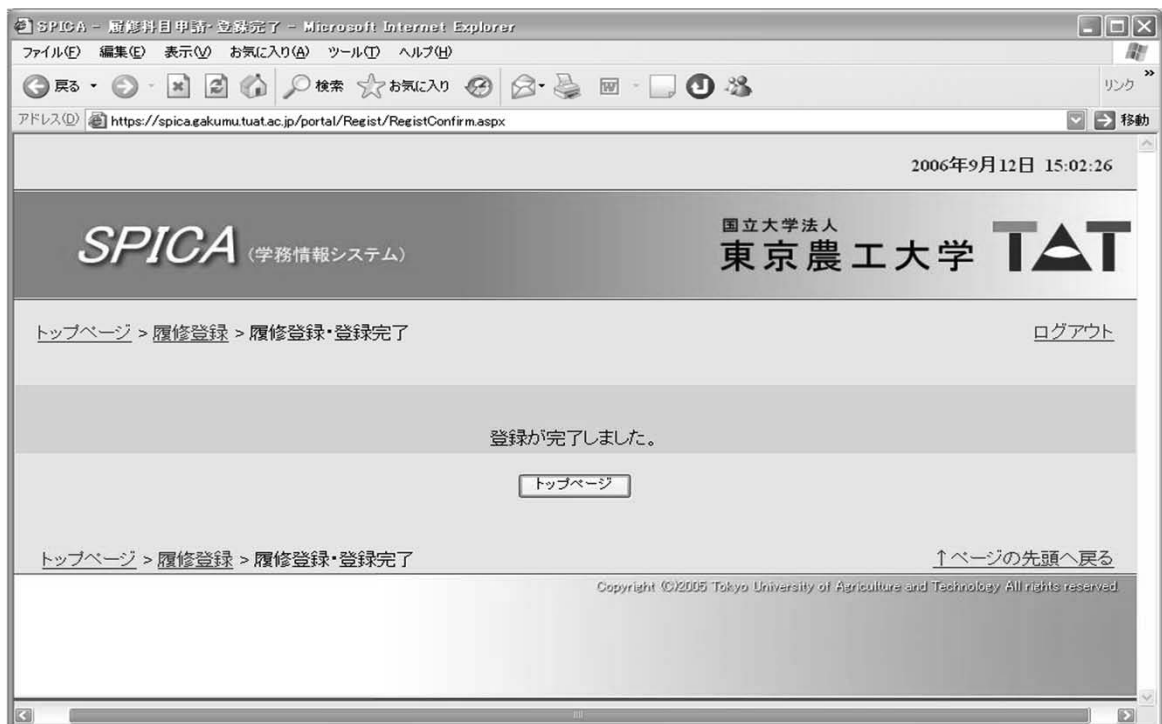 SPICA - 履修科目申請・登録完了 - Microsoft Internet Explorer
ファイル(F) 編集(E) 表示(V) お気に入り(A) ツール(T) ヘルプ(H)
戻る 検索 お気に入り リンク »
アドレス(D) https://spica.gakumu.tuat.ac.jp/portal/Regist/RegistConfirm.aspx 移動
2006年9月12日 15:02:26
国立大学法人
SPICA (学務情報システム) 東京農工大学 TAT
トップページ > 履修登録 > 履修登録・登録完了 ログアウト
登録が完了しました。
トップページ
トップページ > 履修登録 > 履修登録・登録完了 ↑ページの先頭へ戻る
Copyright (C)2005 Tokyo University of Agriculture and Technology All rights reserved.